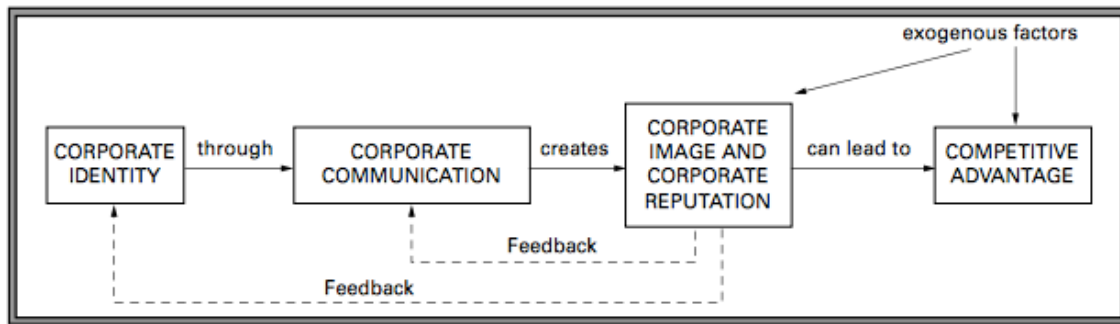 exogenous factors
CORPORATE
IDENTITY
through
CORPORATE
COMMUNICATION
creates
CORPORATE
IMAGE AND
CORPORATE
REPUTATION
can lead to
COMPETITIVE
ADVANTAGE
Feedback
Feedback